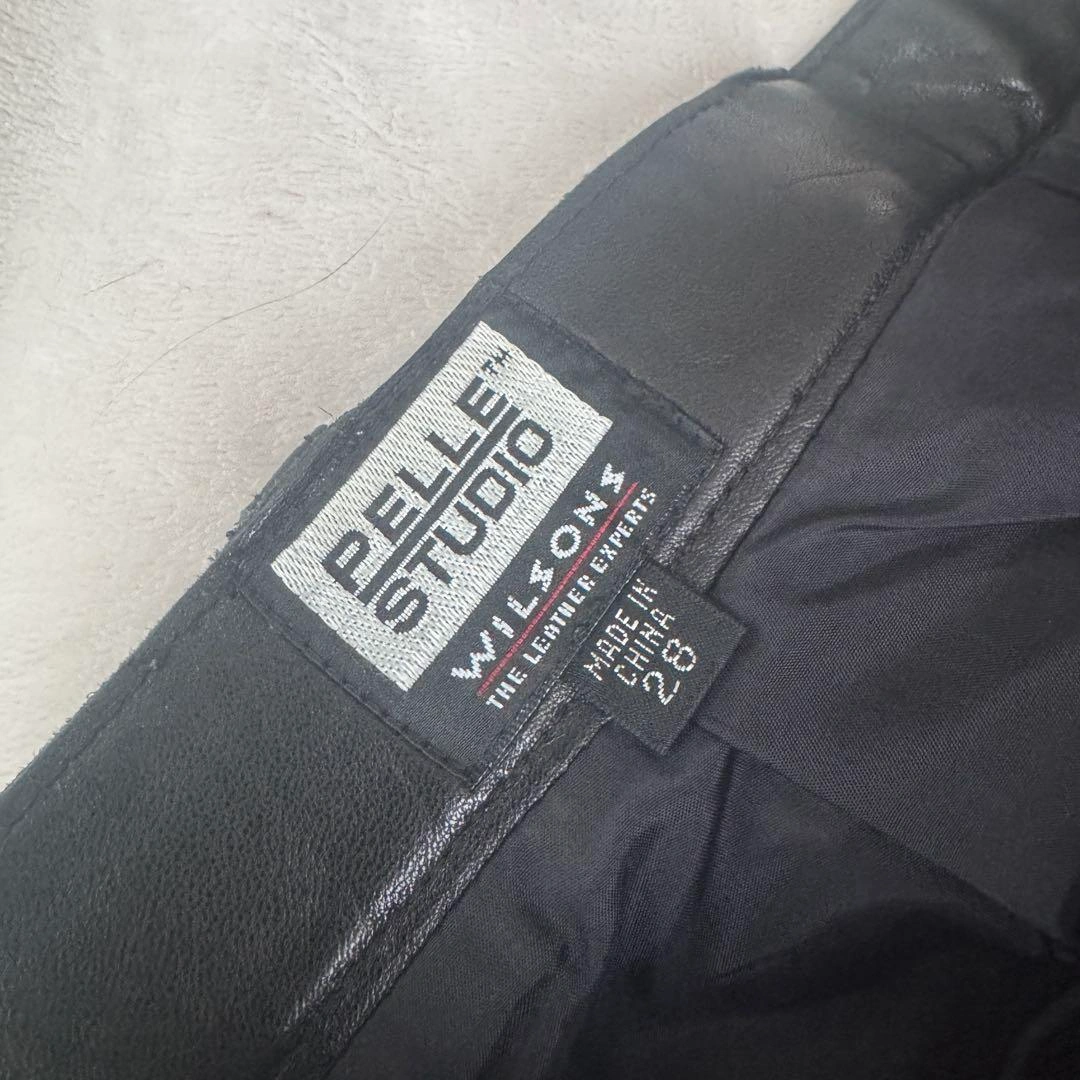 PELLE™
STUDIO
WILSONS
THE LEATHER EXPERTS
MADE IN
CHINA
28